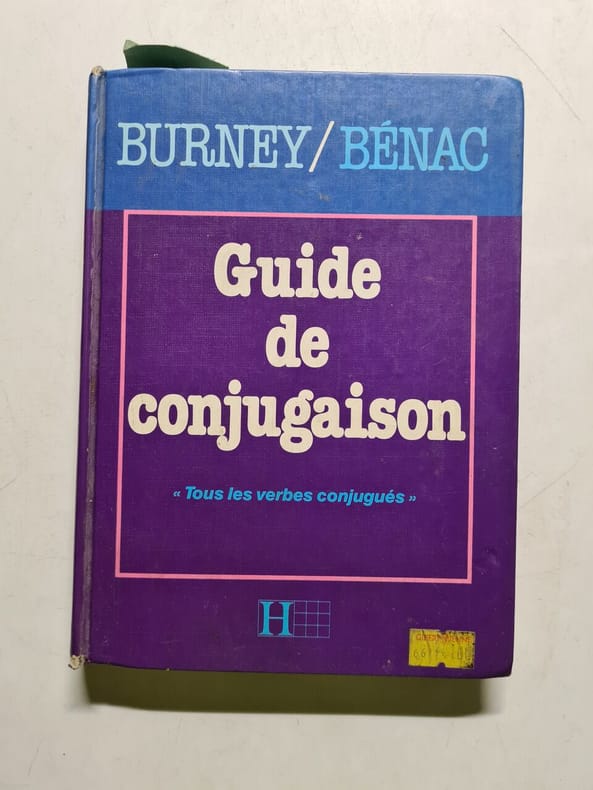 BURNEY/BÉNAC
Guide
de
conjugaison
« Tous les verbes conjugués »
H